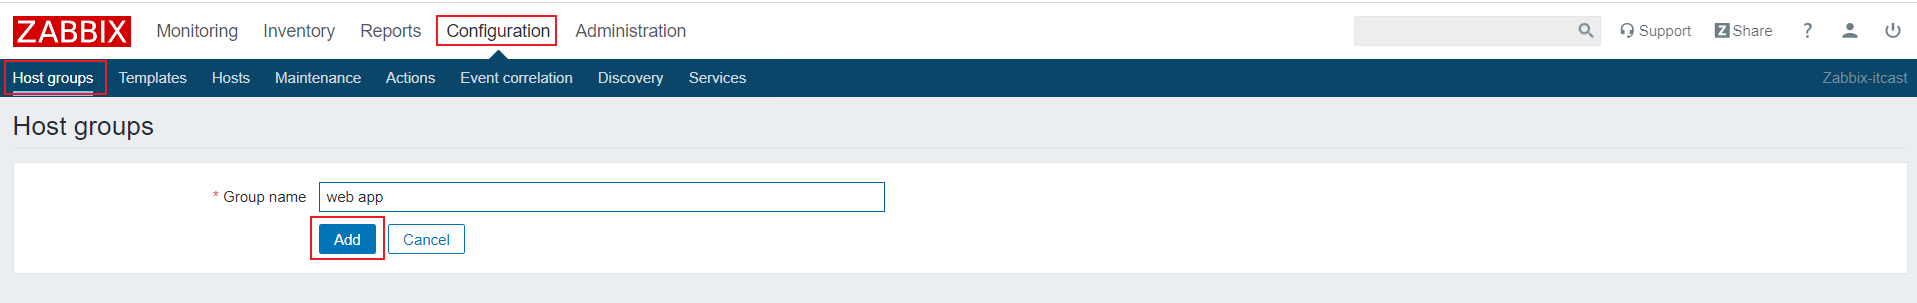 ZABBIX Monitoring Inventory Reports Configuration Administration Support Z Share ?
Host groups Templates Hosts Maintenance Actions Event correlation Discovery Services Zabbix-itcast
Host groups
* Group name web app
Add Cancel